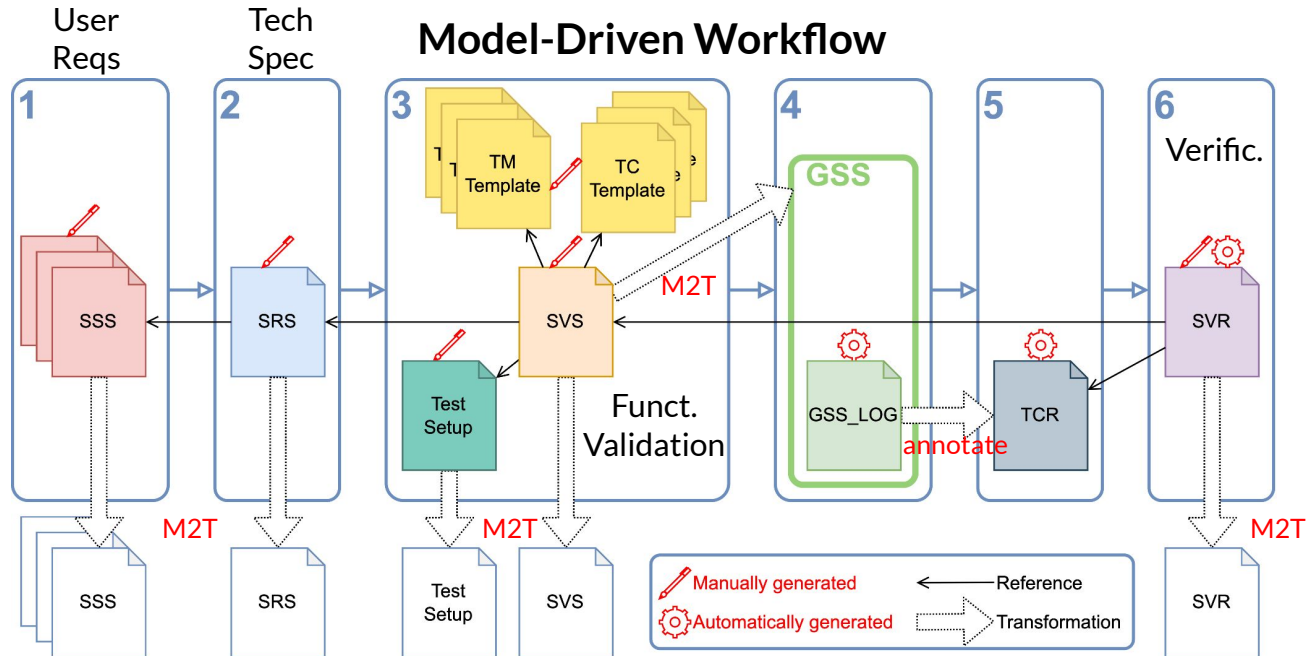 User
Reqs
Tech
Spec
Model-Driven Workflow
1
2
3
4
5
6
T
T
TM
Template
TC
Template
e
e
GSS
Verific.
M2T
SSS
SRS
SVS
SVR
Test
Setup
Funct.
Validation
GSS_LOG
annotate
TCR
M2T
M2T
M2T
SSS
SRS
Test
Setup
SVS
SVR
Manually generated
Reference
Automatically generated
Transformation